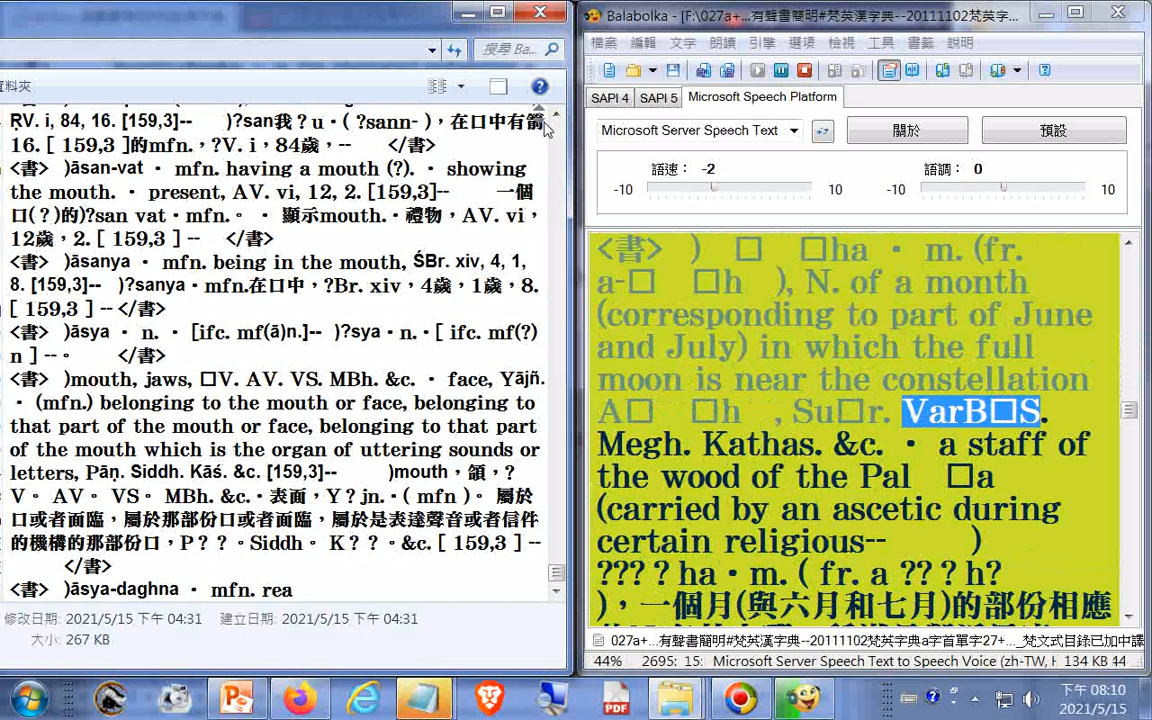 搜尋 Ba...
資料夾
ṚV. i, 84, 16. [159,3]-- )?san我？u·( ?sann- )，在口中有箭
16. [ 159,3 ]的mfn.，?V. i，84歲，-- </書>
<書> )āsan-vat · mfn. having a mouth (?). · showing
the mouth. · present, AV. vi, 12, 2. [159,3]-- 一個
口(？)的)?san vat·mfn.。 · 顯示mouth.·禮物，AV. vi，
12歲，2. [ 159,3 ] -- </書>
<書> )āsanya · mfn. being in the mouth, ŚBr. xiv, 4, 1,
8. [159,3]-- )?sanya·mfn.在口中，?Br. xiv，4歲，1歲，8.
[ 159,3 ] -- </書>
<書> )āsya · n. · [ifc. mf(ā)n.]-- )?sya·n.·[ ifc. mf(?)
n ] --。 </書>
<書> )mouth, jaws, □V. AV. VS. MBh. &c. · face, Yājñ.
· (mfn.) belonging to the mouth or face, belonging to
that part of the mouth or face, belonging to that part
of the mouth which is the organ of uttering sounds or
letters, Pāṇ. Siddh. Kāś. &c. [159,3]-- )mouth，頜，?
V。 AV。 VS。 MBh. &c.·表面，Y？jn.·( mfn )。 屬於
口或者面臨，屬於那部份口或者面臨，屬於是表達聲音或者信件
的機構的那部份口，P？？。Siddh. K？？。&c. [ 159,3 ] --
</書>
<書> )āsya-daghna · mfn. rea
修改日期: 2021/5/15 下午 04:31 建立日期: 2021/5/15 下午 04:31
大小: 267 KB
Balabolka - [F:\027a+...有聲書簡明#梵英漢字典--20111102梵英字...
檔案 編輯 文字 朗讀 引擎 選項 檢視 工具 書籤 說明
SAPI 4 SAPI 5 Microsoft Speech Platform
Microsoft Server Speech Text 關於 預設
語速： -2 語調： 0
-10 10 -10 10
<書> ) □ □ha · m. (fr.
a-□ □h ), N. of a month
(corresponding to part of June
and July) in which the full
moon is near the constellation
A□ □h , Su□r. VarB□S.
Megh. Kathas. &c. · a staff of
the wood of the Pal □a
(carried by an ascetic during
certain religious-- )
???？ha·m. ( fr. a ??？h?
)，一個月(與六月和七月)的部份相應
027a+...有聲書簡明#梵英漢字典--20111102梵英字典a字首單字27+..._梵文式目錄已加中譯
44% 2695: 15 Microsoft Server Speech Text to Speech Voice (zh-TW, H 134 KB 44
下午 08:10
2021/5/15